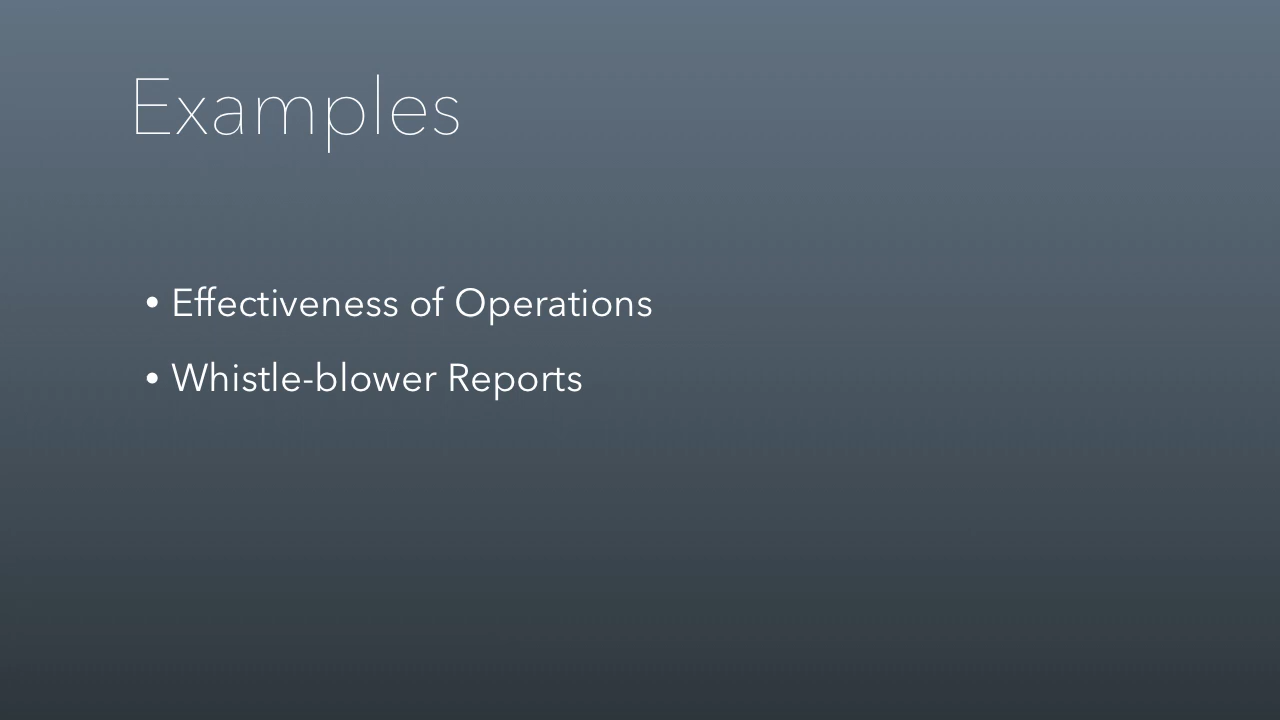 Examples
• Effectiveness of Operations
• Whistle-blower Reports